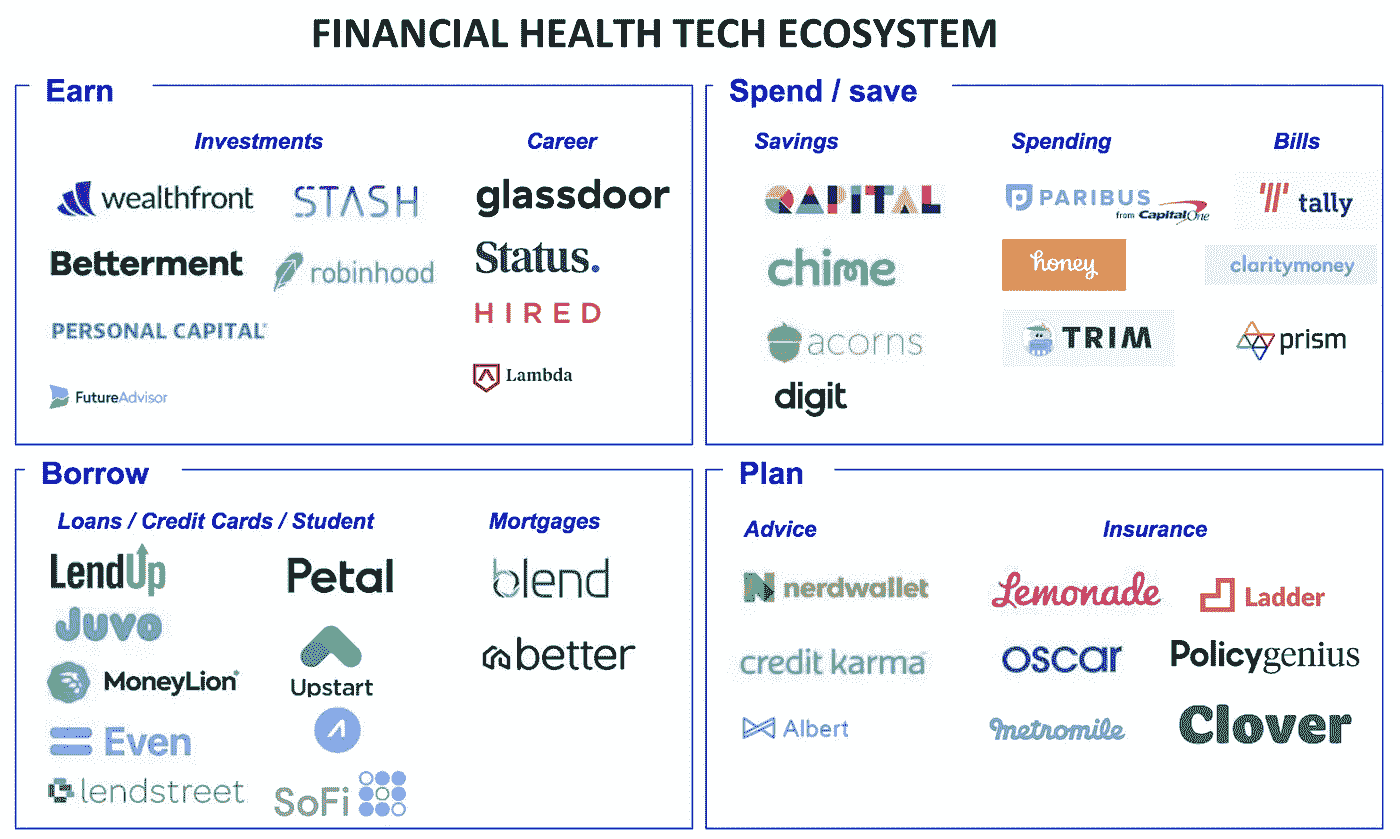 FINANCIAL HEALTH TECH ECOSYSTEM
Earn
Investments
Career
wealthfront
STASH
glassdoor
Betterment
robinhood
Status.
PERSONAL CAPITAL
HIRED
FutureAdvisor
Lambda
Spend / save
Savings
Spending
Bills
QAPITAL
PARIBUS
from Capital One
tally
chime
honey
claritymoney
acorns
TRIM
prism
digit
Borrow
Loans / Credit Cards / Student
Mortgages
LendUp
Petal
blend
Juvo
MoneyLion
Upstart
better
Even
lendstreet
SoFi
Plan
Advice
Insurance
nerdwallet
Lemonade
Ladder
credit karma
oscar
Policygenius
Albert
metromile
Clover